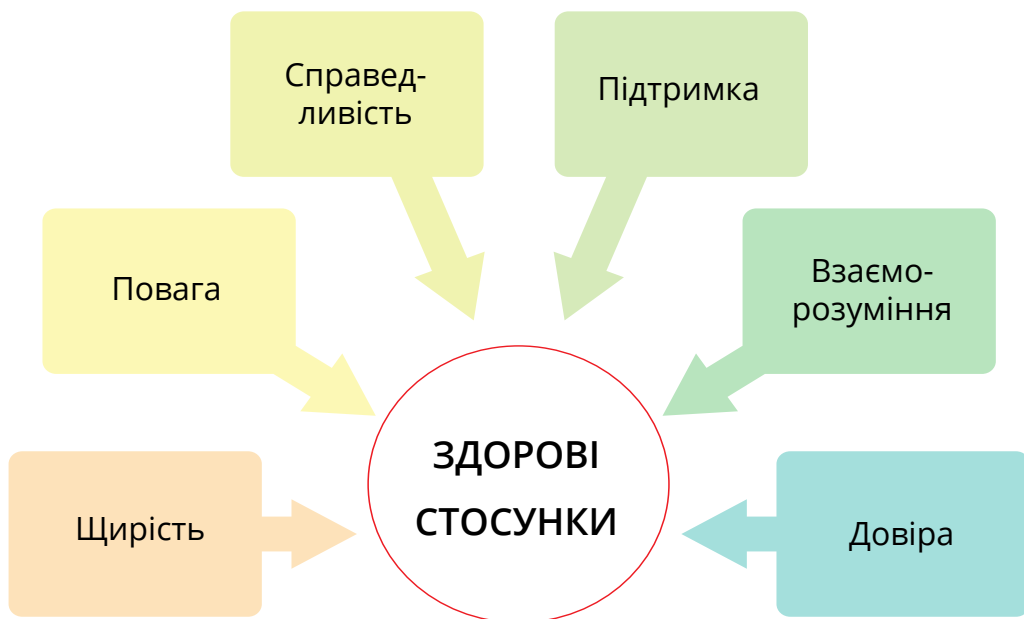 Справед-
ливість
Підтримка
Повага
Взаємо-
розуміння
ЗДОРОВІ
СТОСУНКИ
Щирість
Довіра